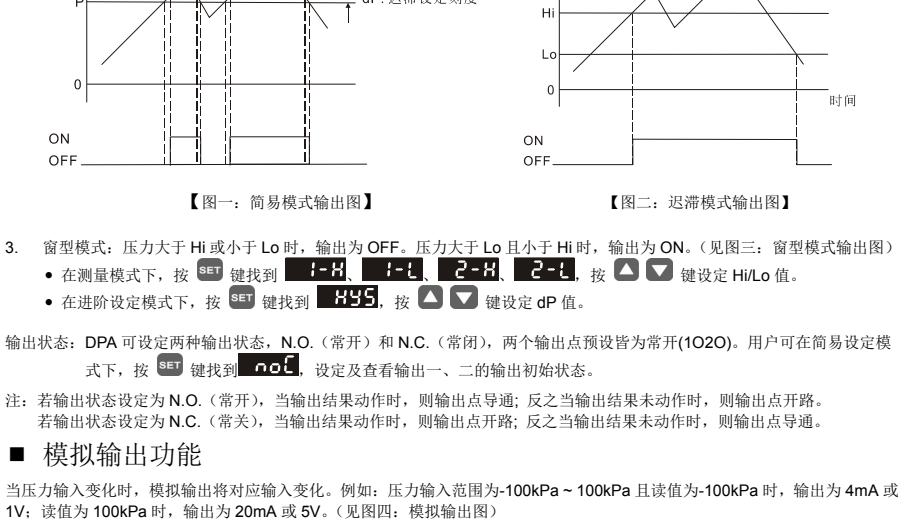 P
dP：迟滞设定刻度
0
ON
OFF
Hi
Lo
0
时间
ON
OFF
【图一：简易模式输出图】
【图二：迟滞模式输出图】
3. 窗型模式：压力大于 Hi 或小于 Lo 时，输出为 OFF。压力大于 Lo 且小于 Hi 时，输出为 ON。（见图三：窗型模式输出图）
• 在测量模式下，按 SET 键找到 1-H、1-L、2-H、2-L，按 键设定 Hi/Lo 值。
• 在进阶设定模式下，按 SET 键找到 HYS，按 键设定 dP 值。
输出状态：DPA 可设定两种输出状态，N.O.（常开）和 N.C.（常闭），两个输出点预设皆为常开(1O2O)。用户可在简易设定模
式下，按 SET 键找到 noC，设定及查看输出一、二的输出初始状态。
注：若输出状态设定为 N.O.（常开），当输出结果动作时，则输出点导通; 反之当输出结果未动作时，则输出点开路。
若输出状态设定为 N.C.（常关），当输出结果动作时，则输出点开路; 反之当输出结果未动作时，则输出点导通。
■ 模拟输出功能
当压力输入变化时，模拟输出将对应输入变化。例如：压力输入范围为-100kPa ~ 100kPa 且读值为-100kPa 时，输出为 4mA 或
1V；读值为 100kPa 时，输出为 20mA 或 5V。（见图四：模拟输出图）